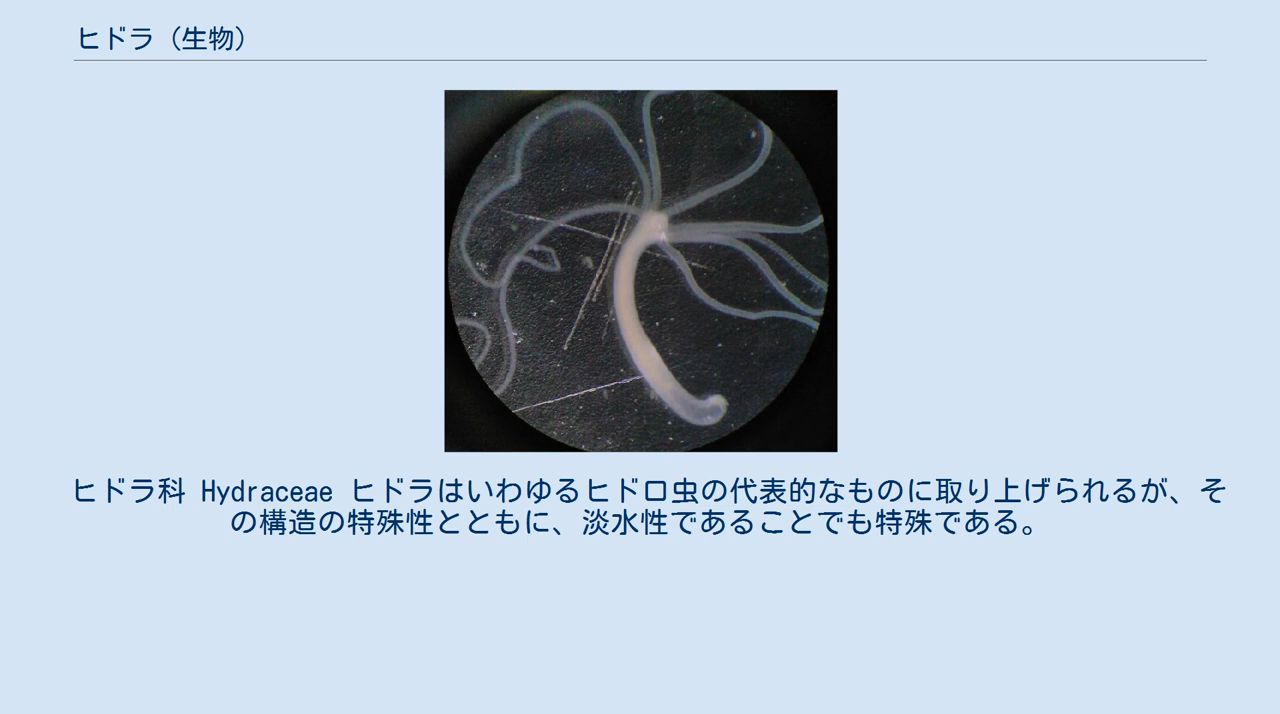 ヒドラ（生物）
ヒドラ科 Hydraceae ヒドラはいわゆるヒドロ虫の代表的なものに取り上げられるが、そ
の構造の特殊性とともに、淡水性であることでも特殊である。